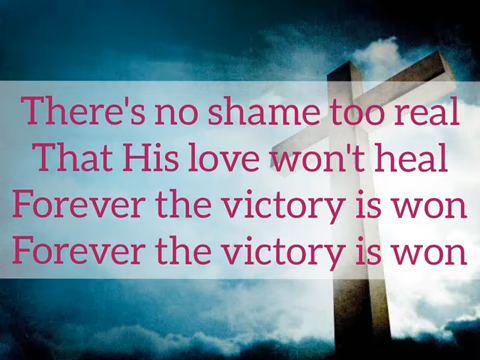 There's no shame too real
That His love won't heal
Forever the victory is won
Forever the victory is won